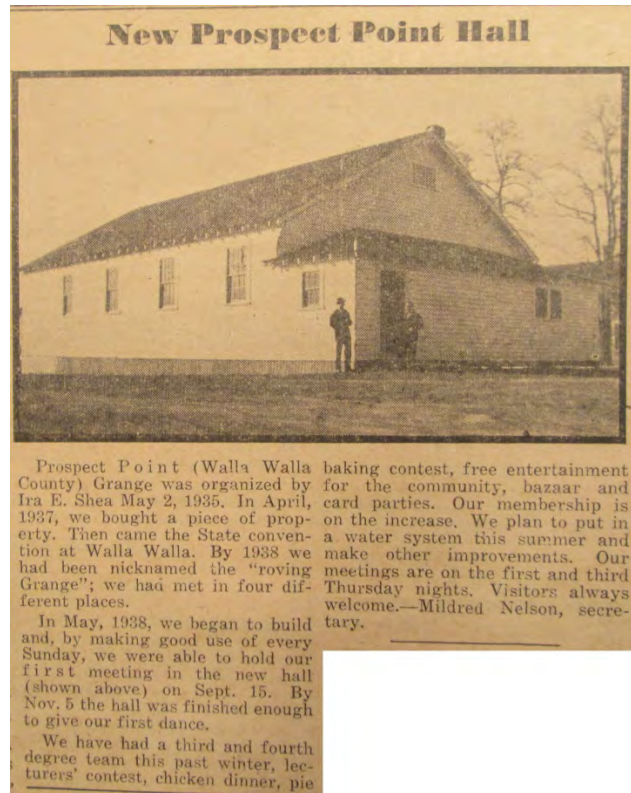 New Prospect Point Hall
Prospect Point (Walla Walla
County) Grange was organized by
Ira E. Shea May 2, 1935. In April,
1937, we bought a piece of prop-
erty. Then came the State conven-
tion at Walla Walla. By 1938 we
had been nicknamed the "roving
Grange"; we had met in four dif-
ferent places.
In May, 1938, we began to build
and, by making good use of every
Sunday, we were able to hold our
first meeting in the new hall
(shown above) on Sept. 15. By
Nov. 5 the hall was finished enough
to give our first dance.
We have had a third and fourth
degree team this past winter, lec-
turers' contest, chicken dinner, pie
baking contest, free entertainment
for the community, bazaar and
card parties. Our membership is
on the increase. We plan to put in
a water system this summer and
make other improvements. Our
meetings are on the first and third
Thursday nights. Visitors always
welcome.—Mildred Nelson, secre-
tary.